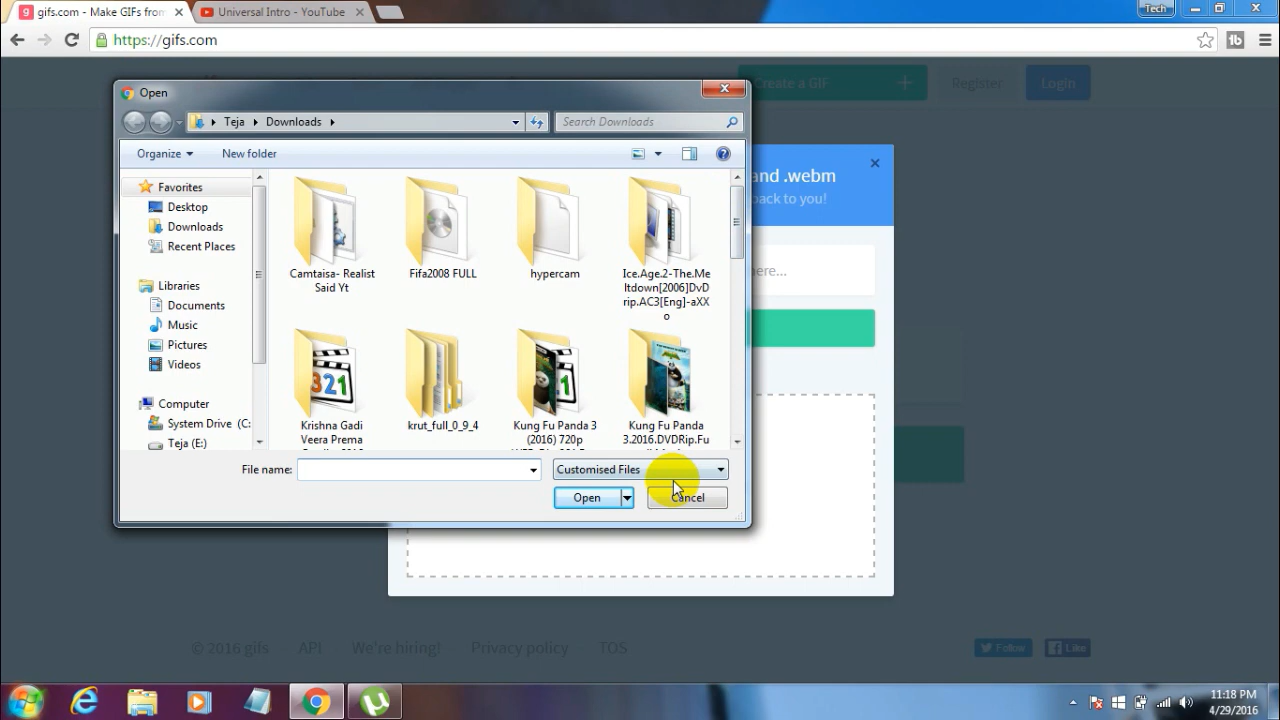 gifs.com - Make GIFs from
Universal Intro - YouTube
Tech
https://gifs.com
Create a GIF +
Register
Login
Open
Teja
Downloads
Search Downloads
Organize
New folder
Favorites
Desktop
Downloads
Recent Places
Libraries
Documents
Music
Pictures
Videos
Computer
System Drive (C:
Teja (E:)
Camtaisa- Realist
Said Yt
Fifa2008 FULL
hypercam
Ice.Age.2-The.Me
ltdown[2006]DvD
rip.AC3[Eng]-aXX
o
321
Krishna Gadi
Veera Prema
krut_full_0_9_4
Kung Fu Panda 3
(2016) 720p
Kung Fu Panda
3.2016.DVDRip.Fu
File name:
Customised Files
Open
Cancel
and .webm
back to you!
here...
© 2016 gifs
API
We're hiring!
Privacy policy
TOS
Follow
Like
11:18 PM
4/29/2016